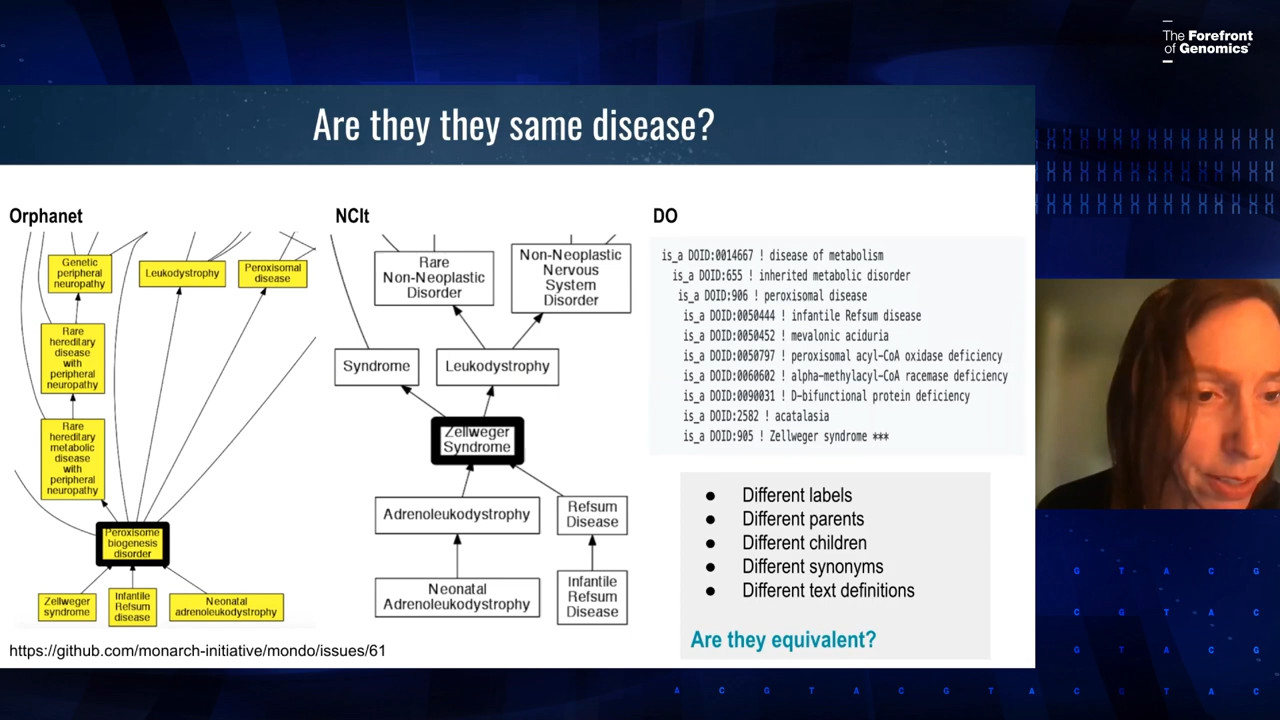 The Forefront
of Genomics®
Are they they same disease?
Orphanet
Genetic
peripheral
neuropathy
Leukodystrophy
Peroxisomal
disease
Rare
hereditary
disease
with
peripheral
neuropathy
Rare
hereditary
metabolic
disease
with
peripheral
neuropathy
Peroxisome
biogenesis
disorder
Zellweger
syndrome
Infantile
Refsum
disease
Neonatal
adrenoleukodystrophy
NCIt
Rare
Non-Neoplastic
Disorder
Non-Neoplastic
Nervous
System
Disorder
Syndrome
Leukodystrophy
Zellweger
Syndrome
Adrenoleukodystrophy
Refsum
Disease
Neonatal
Adrenoleukodystrophy
Infantile
Refsum
Disease
DO
is_a DOID:0014667 ! disease of metabolism
is_a DOID:655 ! inherited metabolic disorder
is_a DOID:906 ! peroxisomal disease
is_a DOID:0050444 ! infantile Refsum disease
is_a DOID:0050452 ! mevalonic aciduria
is_a DOID:0050797 ! peroxisomal acyl-CoA oxidase deficiency
is_a DOID:0060602 ! alpha-methylacyl-CoA racemase deficiency
is_a DOID:0090031 ! D-bifunctional protein deficiency
is_a DOID:2582 ! acatalasia
is_a DOID:905 ! Zellweger syndrome ***
● Different labels
● Different parents
● Different children
● Different synonyms
● Different text definitions
Are they equivalent?
https://github.com/monarch-initiative/mondo/issues/61
G T A C G
C G T A C
G T A C G
A C G T A C G T A C G T A C